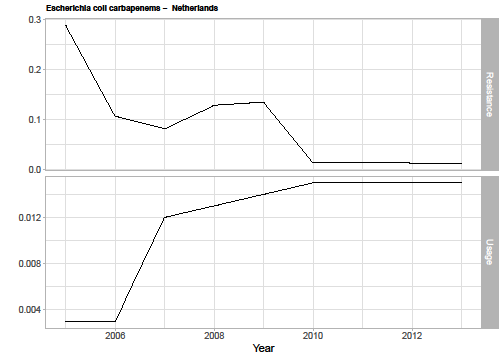 Escherichia coli carbapenems – Netherlands
0.3
0.2
0.1
0.0
Resistance
0.012
0.008
0.004
Usage
2006 2008 2010 2012
Year